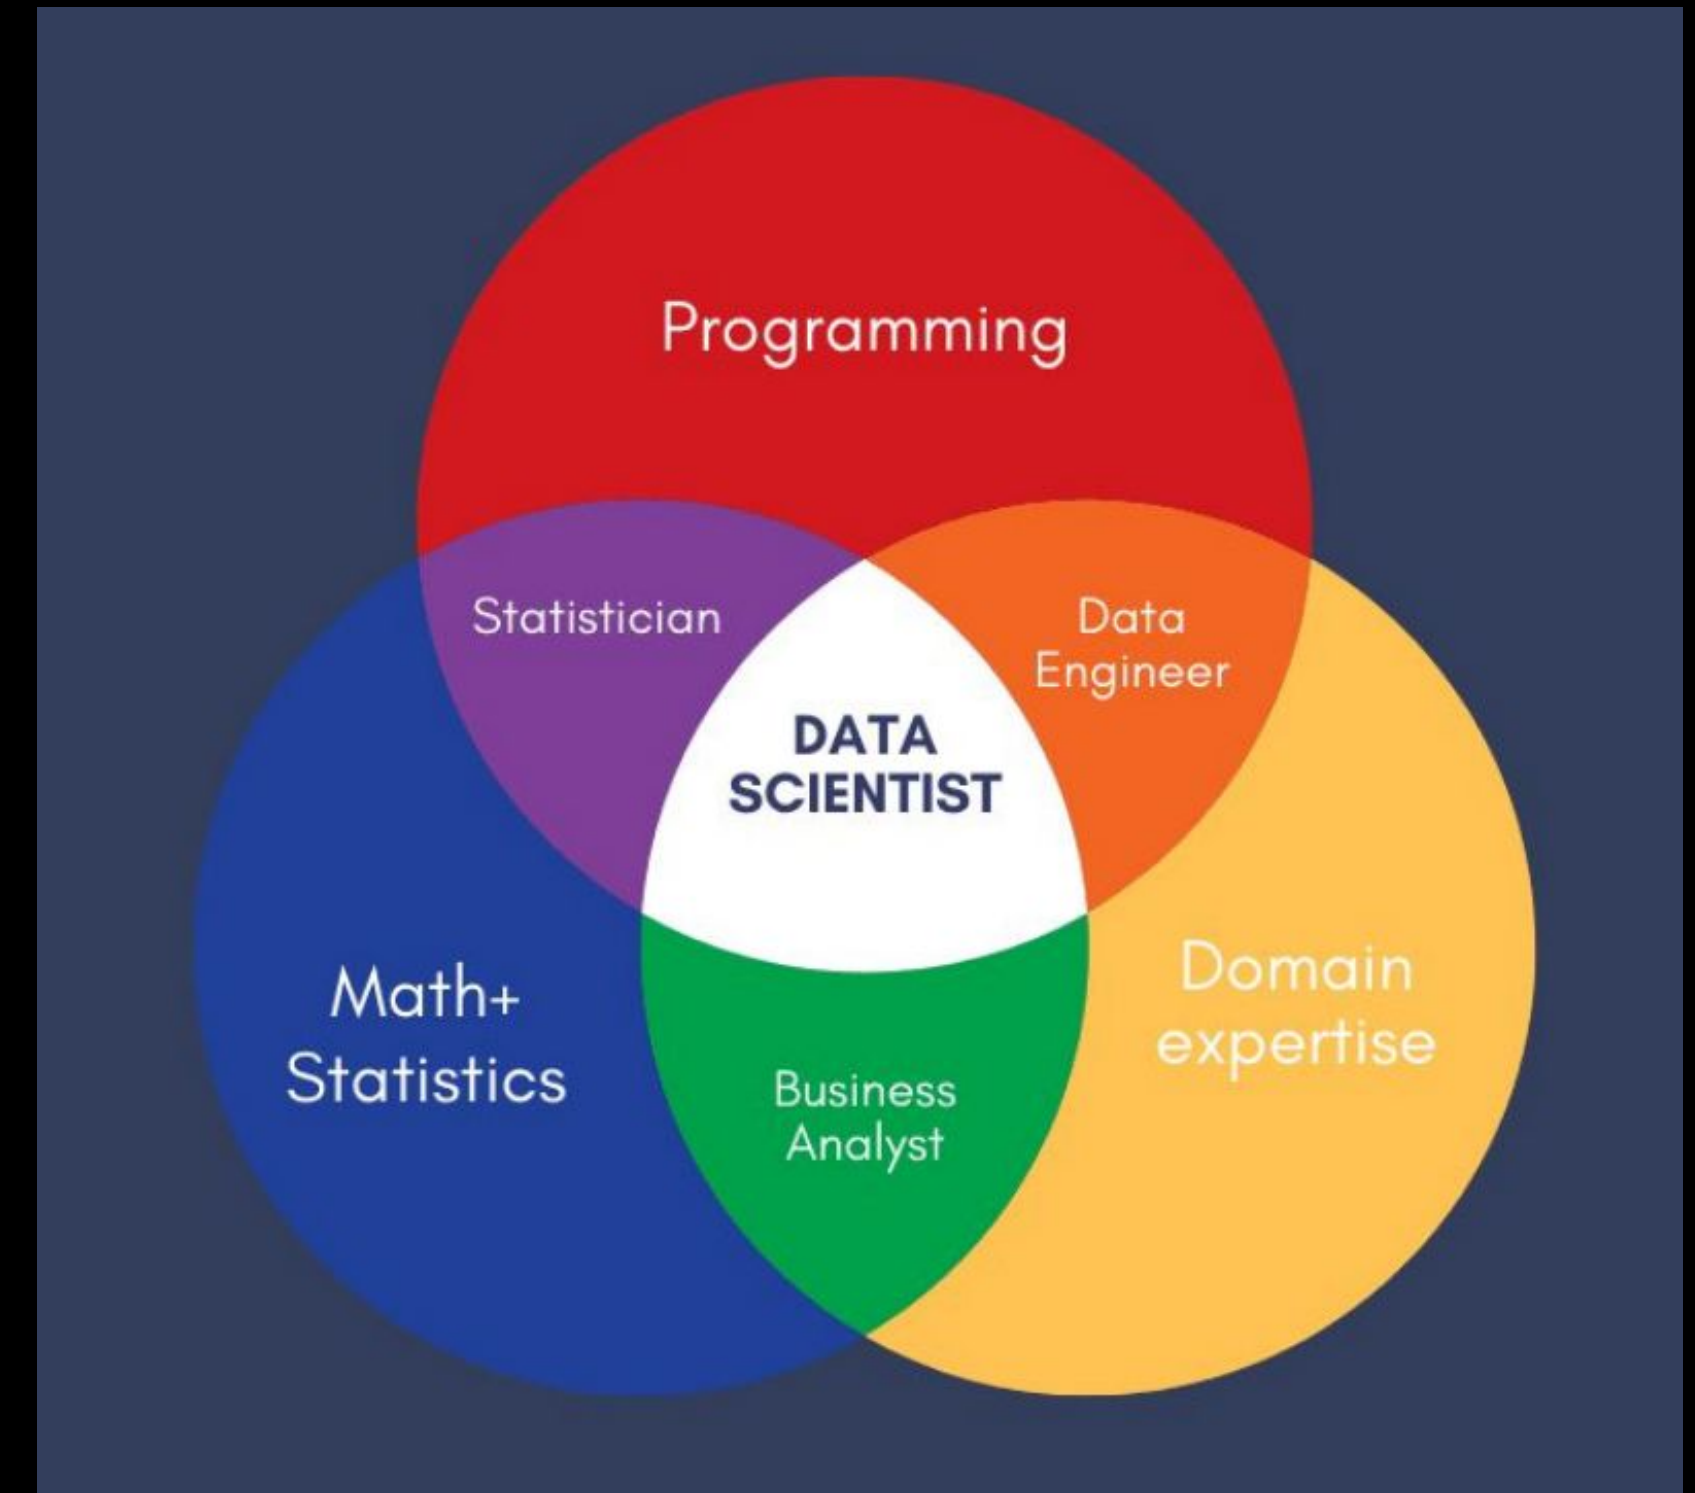 Programming
Statistician
Data
Engineer
DATA
SCIENTIST
Math+
Statistics
Domain
expertise
Business
Analyst